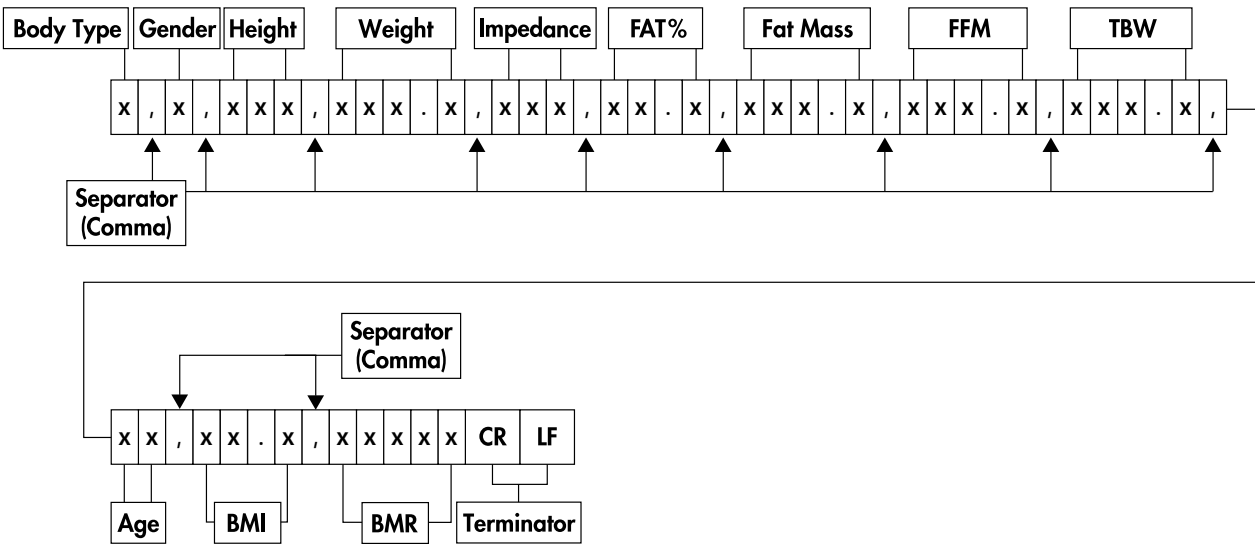 Body Type Gender Height Weight Impedance FAT% Fat Mass FFM TBW
x , x , x x x , x x x . x , x x x , x x . x , x x x . x , x x x . x , x x x . x ,
Separator
(Comma)
Separator
(Comma)
x x , x x . x , x x x x x CR LF
Age BMI BMR Terminator